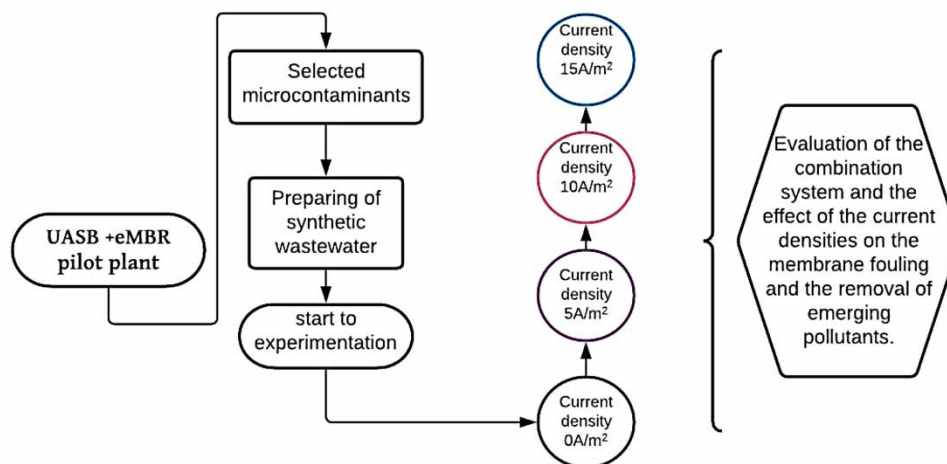 UASB +eMBR
pilot plant
Selected
microcontaminants
Preparing of
synthetic
wastewater
start to
experimentation
Current
density
0A/m²
Current
density
5A/m²
Current
density
10A/m²
Current
density
15A/m²
Evaluation of the
combination
system and the
effect of the current
densities on the
membrane fouling
and the removal of
emerging
pollutants.